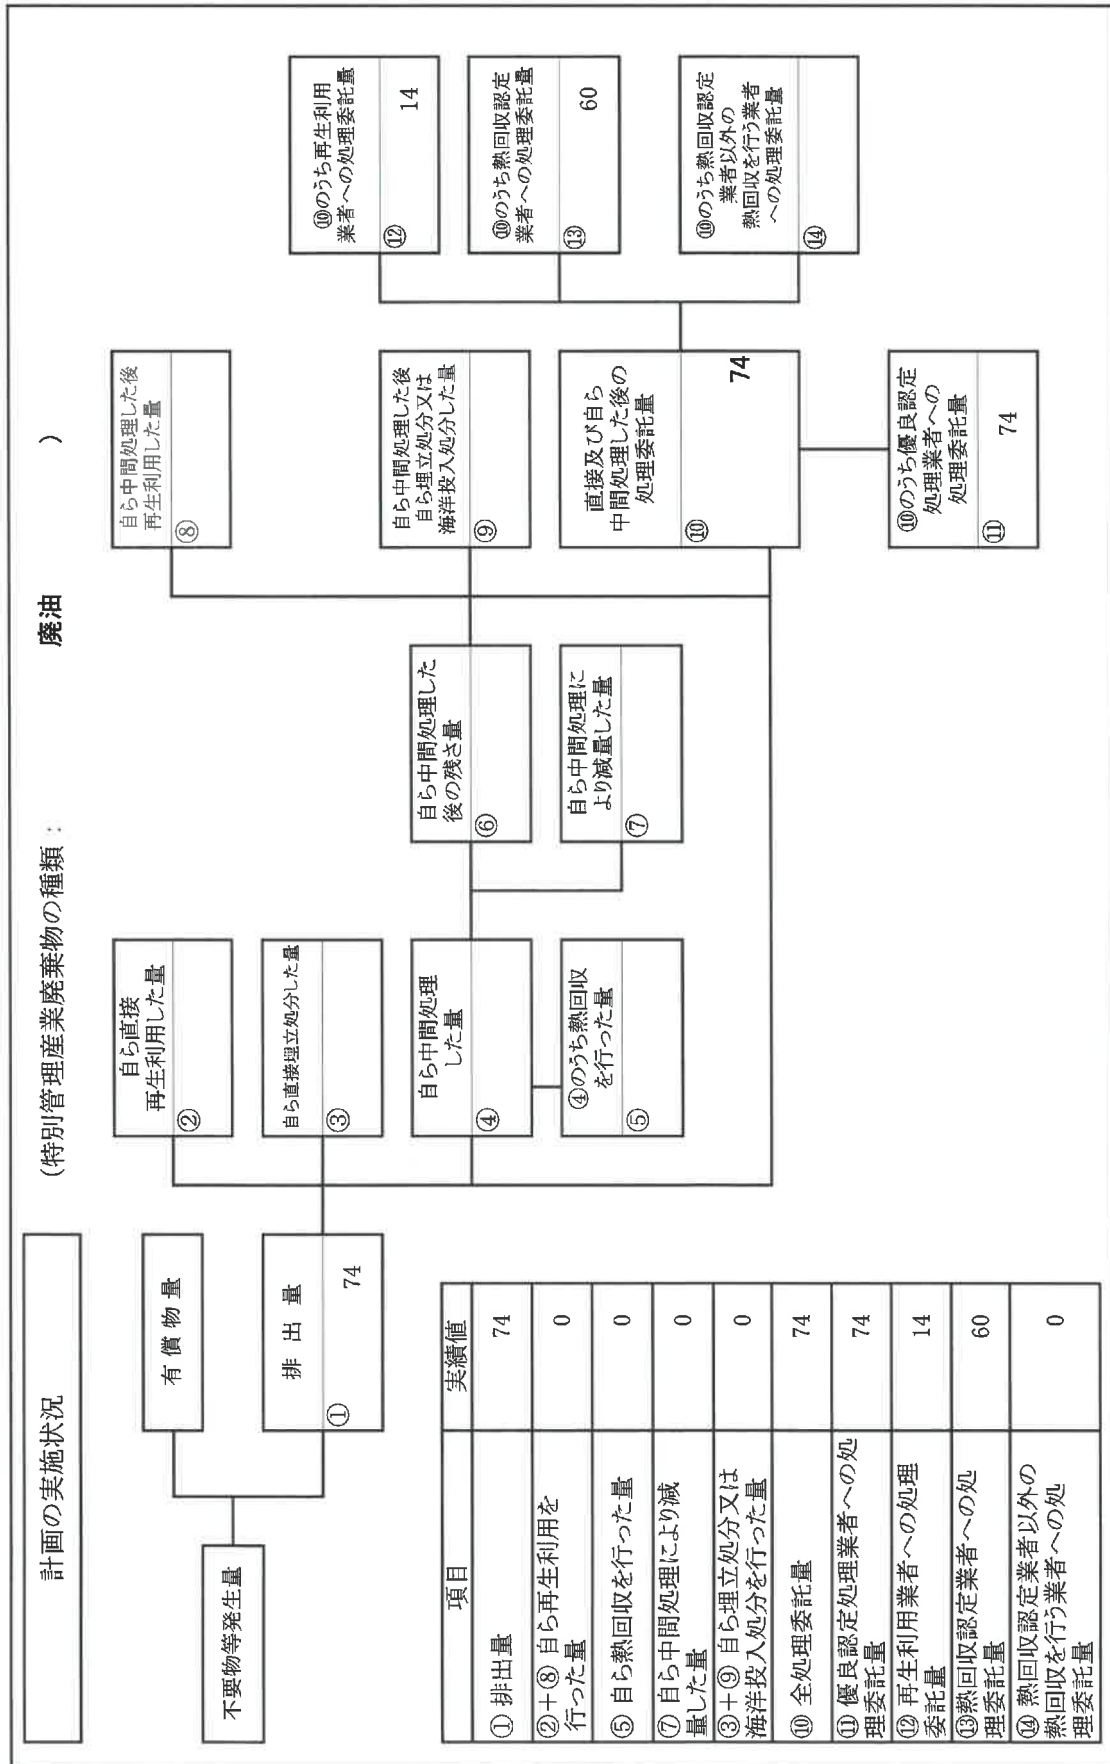 計画の実施状況
(特別管理産業廃棄物の種類: 廃油 )
不要物等発生量
有償物量
排出量
① 74
自ら直接
再生利用した量
②
自ら直接埋立処分した量
③
自ら中間処理
した量
④
④のうち熱回収
を行った量
⑤
自ら中間処理した
後の残さ量
⑥
自ら中間処理に
より減量した量
⑦
自ら中間処理した後
再生利用した量
⑧
自ら中間処理した後
自ら埋立処分又は
海洋投入処分した量
⑨
直接及び自ら
中間処理した後の
処理委託量
⑩ 74
⑩のうち優良認定
処理業者への
処理委託量
⑪ 74
⑩のうち再生利用
業者への処理委託量
⑫ 14
⑩のうち熱回収認定
業者への処理委託量
⑬ 60
⑩のうち熱回収認定
業者以外の
熱回収を行う業者
への処理委託量
⑭
項目 実績値
① 排出量 74
②+⑧ 自ら再生利用を
行った量 0
⑤ 自ら熱回収を行った量 0
⑦ 自ら中間処理により減
量した量 0
③+⑨ 自ら埋立処分又は
海洋投入処分を行った量 0
⑩ 全処理委託量 74
⑪ 優良認定処理業者への処
理委託量 74
⑫ 再生利用業者への処理
委託量 14
⑬熱回収認定業者への処
理委託量 60
⑭ 熱回収認定業者以外の
熱回収を行う業者への処
理委託量 0